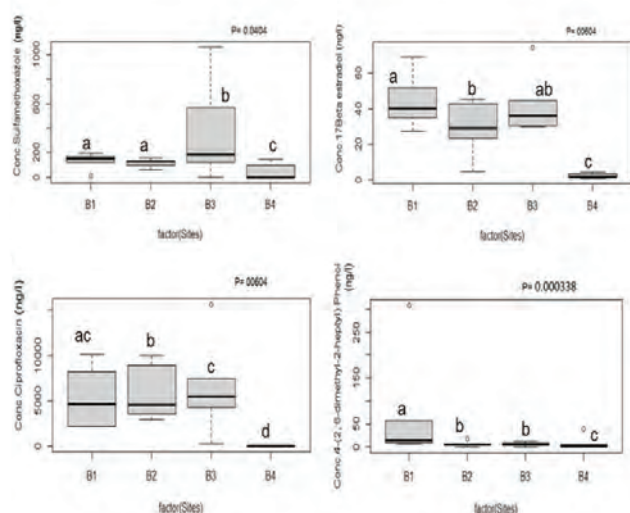 P= 0.0404
Conc.Sulfamethoxazole (ng/l)
1000
600
200
0
a
a
b
c
B1 B2 B3 B4
factor(Sites)
P= 00604
Conc.17Beta estradiol (ng/l)
60
40
20
0
a
b
ab
c
B1 B2 B3 B4
factor(Sites)
P= 00604
Conc.Ciprofloxacin (ng/l)
10000
5000
0
ac
b
c
d
B1 B2 B3 B4
factor(Sites)
P= 0.000338
Conc.4-(2, 6-dimethyl-2-heptyl) Phenol
(ng/l)
250
150
50
0
a
b
b
c
B1 B2 B3 B4
factor(Sites)